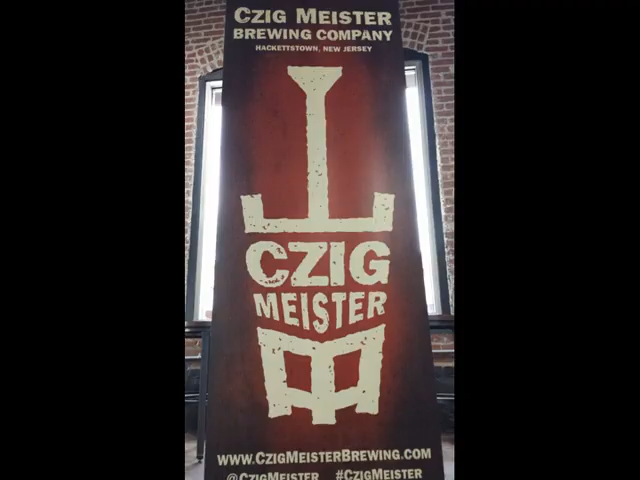 CZIG MEISTER
BREWING COMPANY
HACKETTSTOWN, NEW JERSEY
CZIG
MEISTER
WWW.CZIGMEISTERBREWING.COM
@CZIGMEISTER #CZIGMEISTER